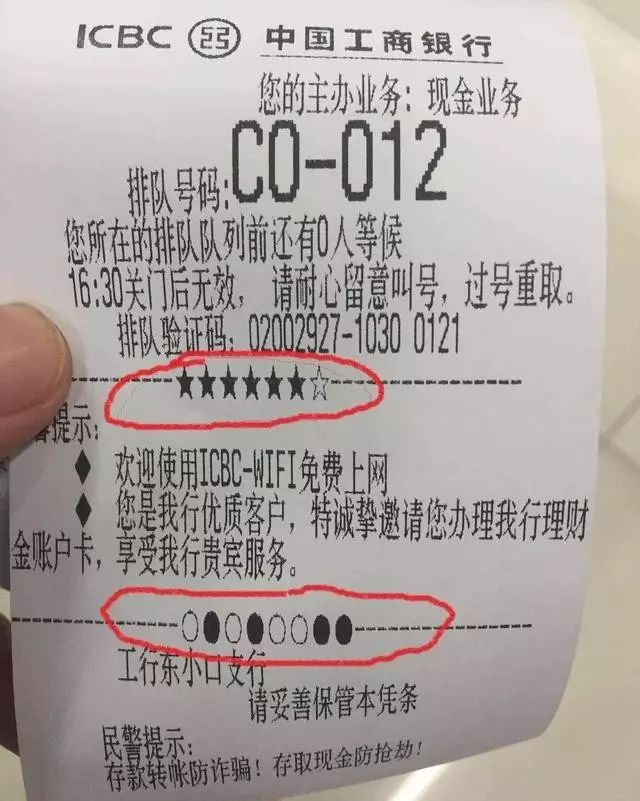 ICBC 中国工商银行
您的主办业务：现金业务
排队号码:CO-012
您所在的排队队列前还有0人等候
16:30关门后无效， 请耐心留意叫号，过号重取。
排队验证码: 02002927-1030 0121
★★★★★★☆
提示:
◆ 欢迎使用ICBC-WIFI免费上网
◆ 您是我行优质客户，特诚挚邀请您办理我行理财
金账户卡，享受我行贵宾服务。
○●○●○○●●
工行东小口支行
请妥善保管本凭条
民警提示:
存款转帐防诈骗！存取现金防抢劫！